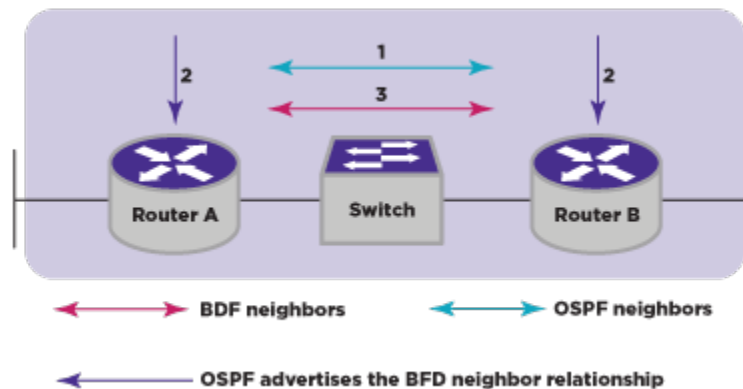 1
2
2
3
Router A
Switch
Router B
BDF neighbors
OSPF neighbors
OSPF advertises the BFD neighbor relationship